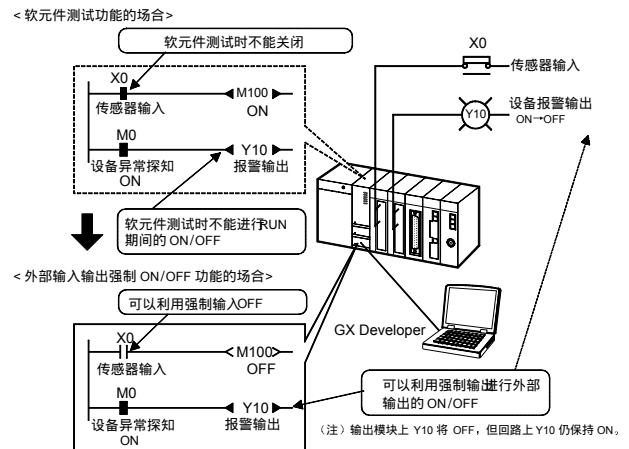 <软元件测试功能的场合>
软元件测试时不能关闭
X0
传感器输入
M100
ON
M0
设备异常探知
ON
Y10
报警输出
软元件测试时不能进行RUN
期间的 ON/OFF
X0
传感器输入
Y10
设备报警输出
ON→OFF
<外部输入输出强制 ON/OFF 功能的场合>
可以利用强制输入OFF
X0
传感器输入
M100
OFF
M0
设备异常探知
ON
Y10
报警输出
GX Developer
可以利用强制输出进行外部
输出的 ON/OFF
（注）输出模块上 Y10 将 OFF，但回路上 Y10 仍保持 ON。